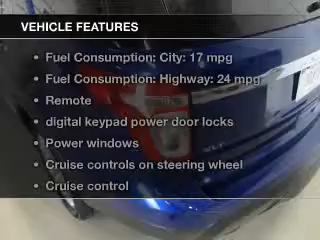 VEHICLE FEATURES
• Fuel Consumption: City: 17 mpg
• Fuel Consumption: Highway: 24 mpg
• Remote
• digital keypad power door locks
• Power windows
• Cruise controls on steering wheel
• Cruise control
XLT